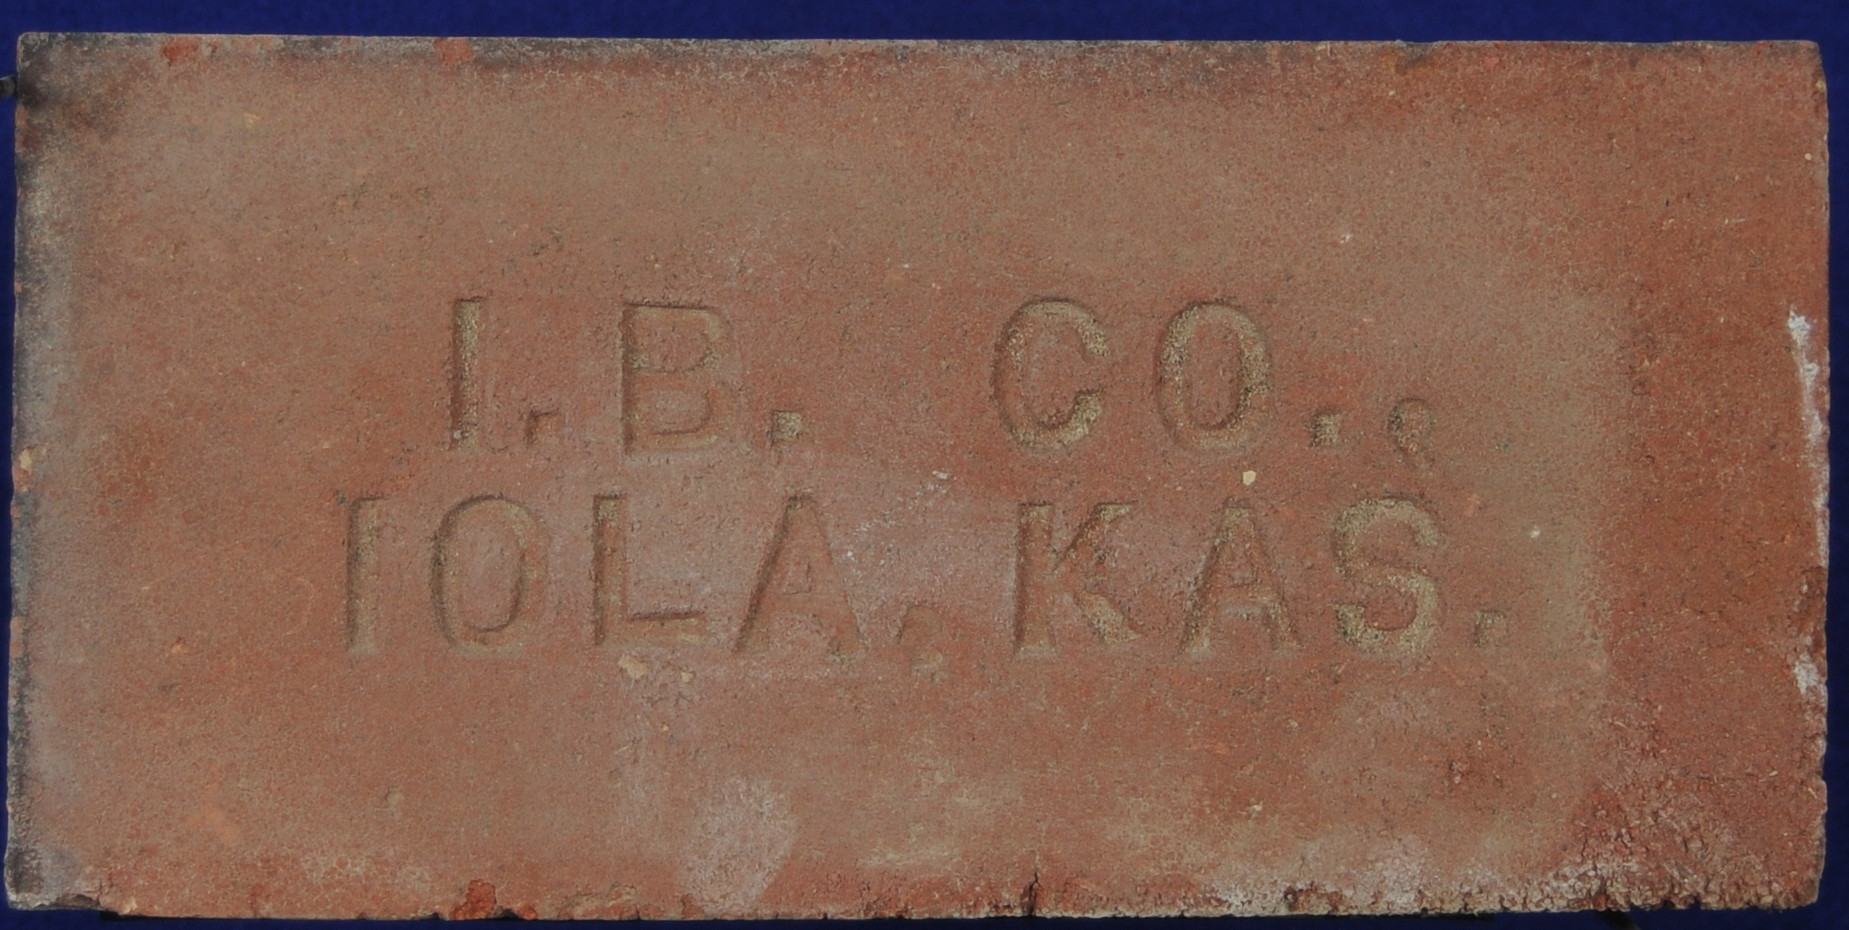 I.B. CO.,
IOLA, KAS.